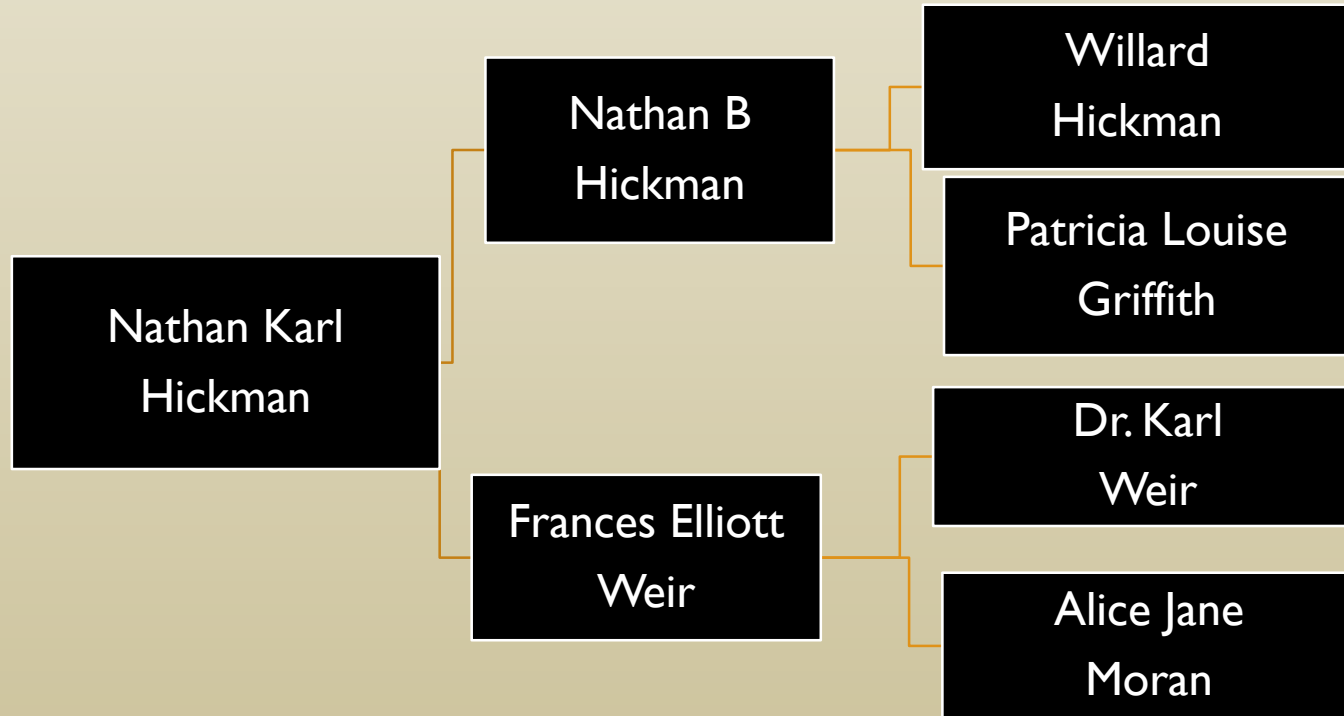 Willard
Hickman
Nathan B
Hickman
Patricia Louise
Griffith
Nathan Karl
Hickman
Dr. Karl
Weir
Frances Elliott
Weir
Alice Jane
Moran